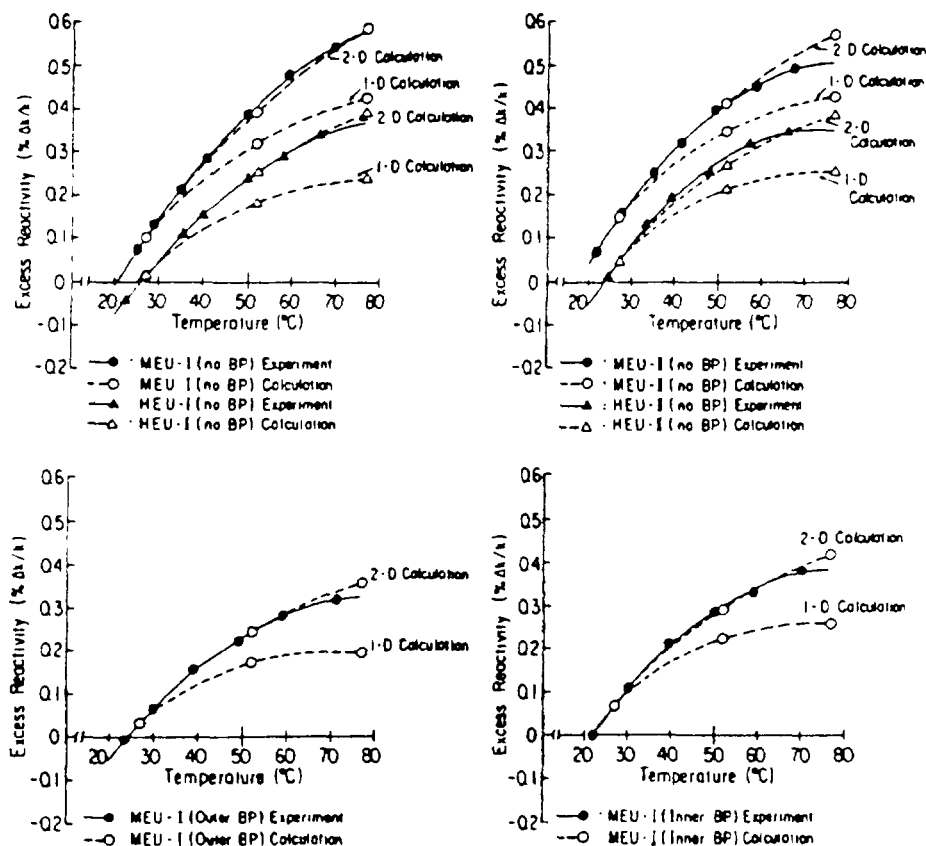 0.6
0.5
0.4
0.3
0.2
0.1
0
-0.1
-0.2
Excess Reactivity (% Δk/k)
20 30 40 50 60 70 80
Temperature (°C)
2-D Calculation
1-D Calculation
2-D Calculation
1-D Calculation
: MEU-I (no BP) Experiment
: MEU-I (no BP) Calculation
: HEU-I (no BP) Experiment
: HEU-I (no BP) Calculation
0.6
0.5
0.4
0.3
0.2
0.1
0
-0.1
-0.2
Excess Reactivity (% Δk/k)
20 30 40 50 60 70 80
Temperature (°C)
2-D
Calculation
1-D
Calculation
2-D
Calculation
1-D
Calculation
: MEU-I (no BP) Experiment
: MEU-I (no BP) Calculation
: HEU-I (no BP) Experiment
: HEU-I (no BP) Calculation
0.6
0.5
0.4
0.3
0.2
0.1
0
-0.1
-0.2
Excess Reactivity (% Δk/k)
20 30 40 50 60 70 80
Temperature (°C)
2-D Calculation
1-D Calculation
: MEU-I (Outer BP) Experiment
: MEU-I (Outer BP) Calculation
0.6
0.5
0.4
0.3
0.2
0.1
0
-0.1
-0.2
Excess Reactivity (% Δk/k)
20 30 40 50 60 70 80
Temperature (°C)
2-D Calculation
1-D Calculation
: MEU-I (Inner BP) Experiment
: MEU-I (Inner BP) Calculation